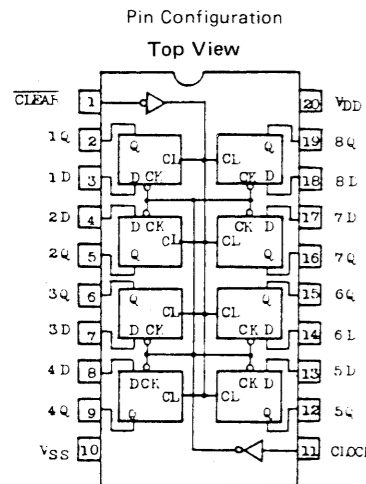 Pin Configuration
Top View
CLEAR 1 20 VDD
1Q 2 Q Q 19 8Q
CL CL
1D 3 D CK CK D 18 8D
2D 4 D CK CK D 17 7D
CL CL
2Q 5 Q Q 16 7Q
3Q 6 Q Q 15 6Q
CL CL
3D 7 D CK CK D 14 6D
4D 8 D CK CK D 13 5D
CL CL
4Q 9 Q Q 12 5Q
VSS 10 11 CLOC